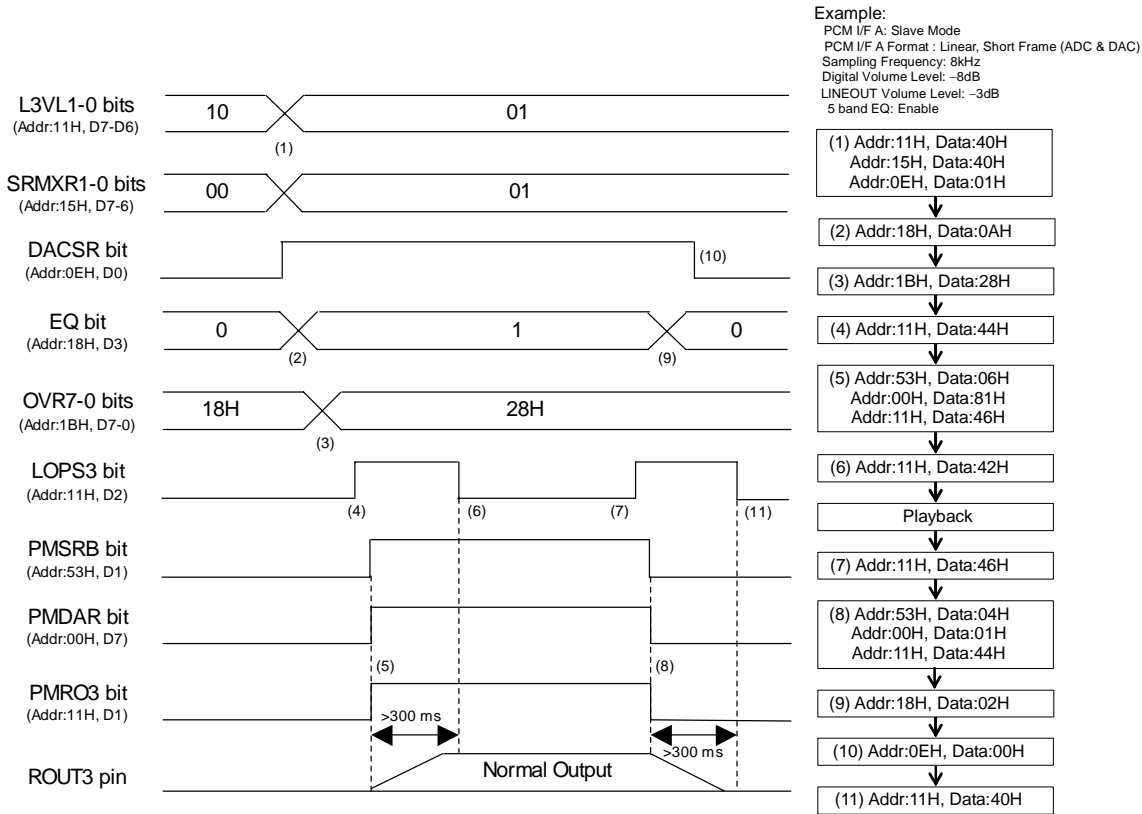 Example:
PCM I/F A: Slave Mode
PCM I/F A Format : Linear, Short Frame (ADC & DAC)
Sampling Frequency: 8kHz
Digital Volume Level: −8dB
LINEOUT Volume Level: −3dB
5 band EQ: Enable
L3VL1-0 bits
(Addr:11H, D7-D6)
10
01
(1)
SRMXR1-0 bits
(Addr:15H, D7-6)
00
01
DACSR bit
(Addr:0EH, D0)
(10)
EQ bit
(Addr:18H, D3)
0
1
0
(2)
(9)
OVR7-0 bits
(Addr:1BH, D7-0)
18H
28H
(3)
LOPS3 bit
(Addr:11H, D2)
(4)
(6)
(7)
(11)
PMSRB bit
(Addr:53H, D1)
PMDAR bit
(Addr:00H, D7)
(5)
(8)
PMRO3 bit
(Addr:11H, D1)
>300 ms
>300 ms
ROUT3 pin
Normal Output
(1) Addr:11H, Data:40H
Addr:15H, Data:40H
Addr:0EH, Data:01H
(2) Addr:18H, Data:0AH
(3) Addr:1BH, Data:28H
(4) Addr:11H, Data:44H
(5) Addr:53H, Data:06H
Addr:00H, Data:81H
Addr:11H, Data:46H
(6) Addr:11H, Data:42H
Playback
(7) Addr:11H, Data:46H
(8) Addr:53H, Data:04H
Addr:00H, Data:01H
Addr:11H, Data:44H
(9) Addr:18H, Data:02H
(10) Addr:0EH, Data:00H
(11) Addr:11H, Data:40H